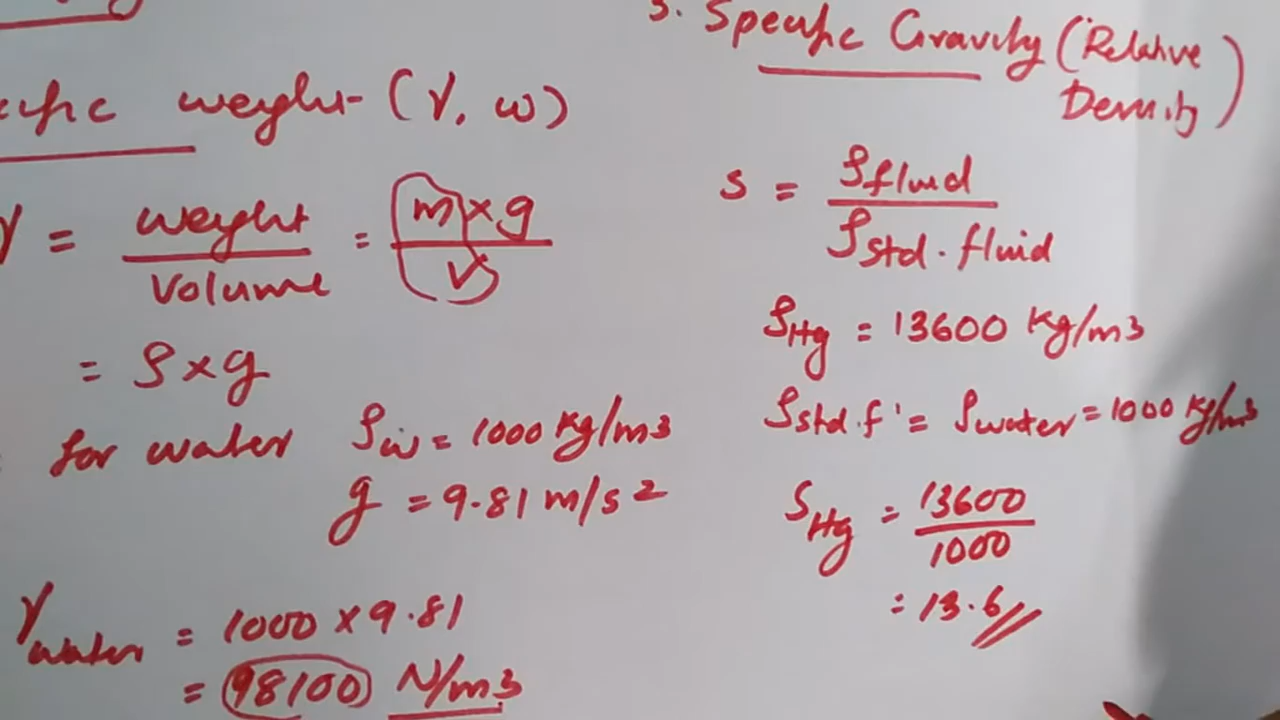 weight (γ, ω)
γ = weight / Volume = m × g / V
= ρ × g
for water ρw = 1000 Kg/m3
g = 9.81 m/s2
γwater = 1000 × 9.81
= 98100 N/m3
3. Specific Gravity (Relative Density)
s = ρfluid / ρstd. fluid
ρHg = 13600 Kg/m3
ρstd.f' = ρwater = 1000 Kg/m3
SHg = 13600 / 1000
= 13.6//